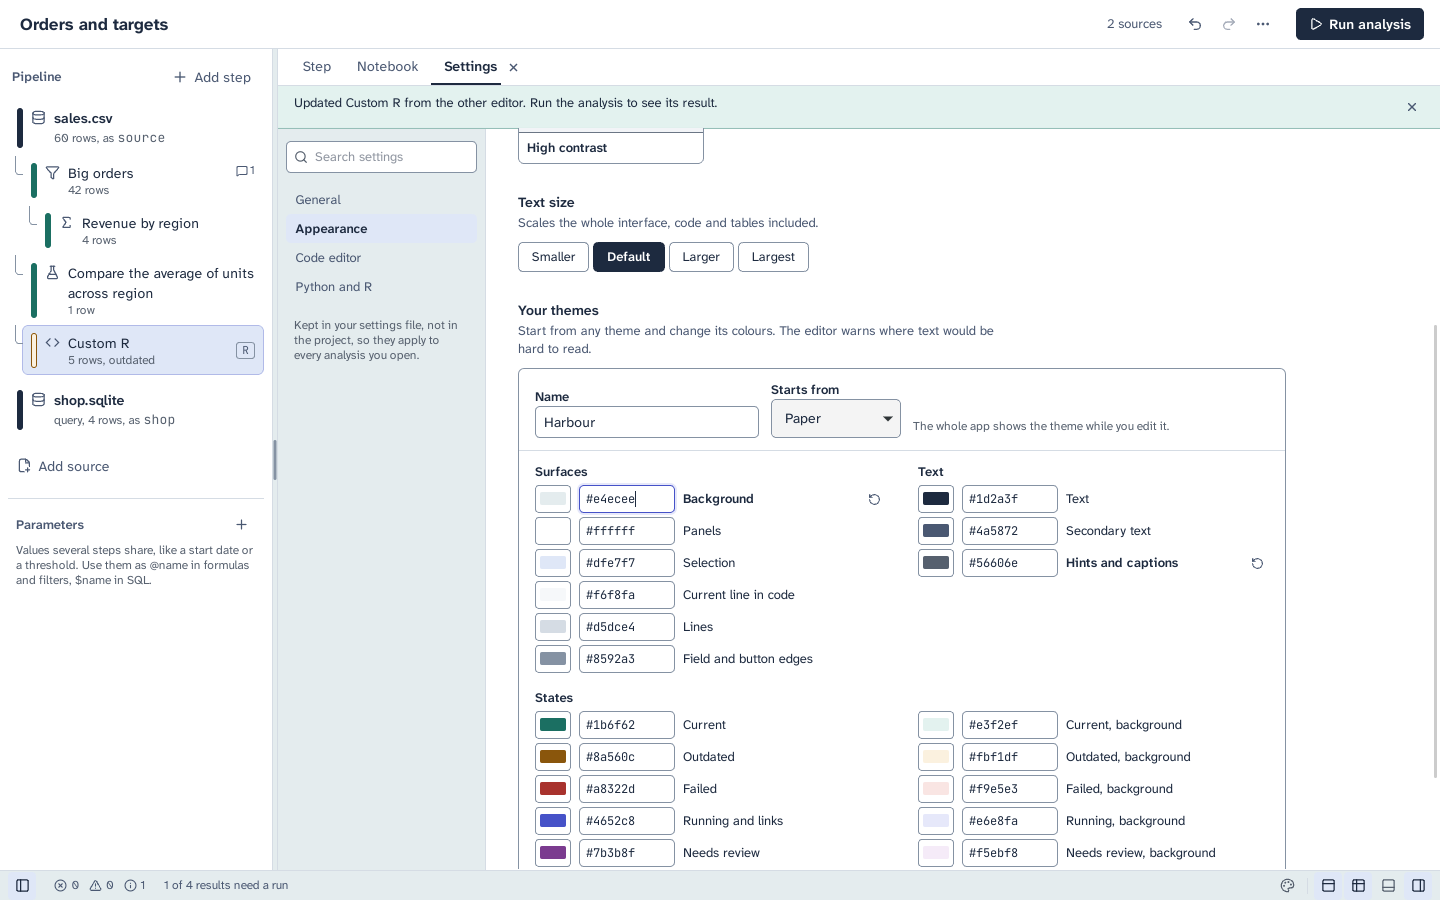 Orders and targets
2 sources
Run analysis
Pipeline
Add step
sales.csv
60 rows, as source
Big orders
1
42 rows
Revenue by region
4 rows
Compare the average of units
across region
1 row
Custom R
5 rows, outdated
R
shop.sqlite
query, 4 rows, as shop
Add source
Parameters
Values several steps share, like a start date or
a threshold. Use them as @name in formulas
and filters, $name in SQL.
Step
Notebook
Settings
Updated Custom R from the other editor. Run the analysis to see its result.
Search settings
General
Appearance
Code editor
Python and R
Kept in your settings file, not in
the project, so they apply to
every analysis you open.
High contrast
Text size
Scales the whole interface, code and tables included.
Smaller
Default
Larger
Largest
Your themes
Start from any theme and change its colours. The editor warns where text would be
hard to read.
Name
Harbour
Starts from
Paper
The whole app shows the theme while you edit it.
Surfaces
#e4ecee Background
#ffffff Panels
#dfe7f7 Selection
#f6f8fa Current line in code
#d5dce4 Lines
#8592a3 Field and button edges
Text
#1d2a3f Text
#4a5872 Secondary text
#56606e Hints and captions
States
#1b6f62 Current
#8a560c Outdated
#a8322d Failed
#4652c8 Running and links
#7b3b8f Needs review
#e3f2ef Current, background
#fbf1df Outdated, background
#f9e5e3 Failed, background
#e6e8fa Running, background
#f5ebf8 Needs review, background
0
0
1
1 of 4 results need a run